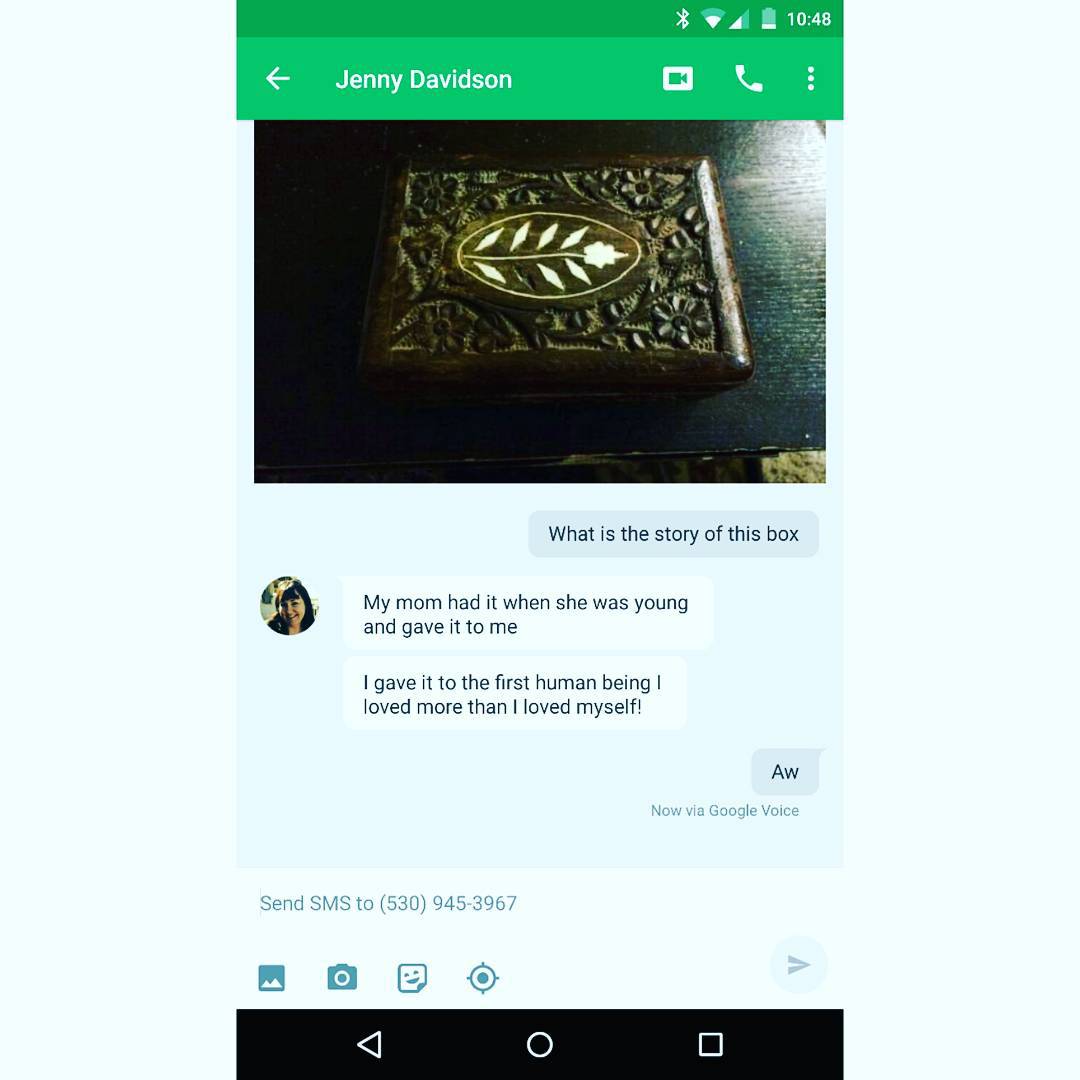 10:48
Jenny Davidson
What is the story of this box
My mom had it when she was young
and gave it to me
I gave it to the first human being I
loved more than I loved myself!
Aw
Now via Google Voice
Send SMS to (530) 945-3967